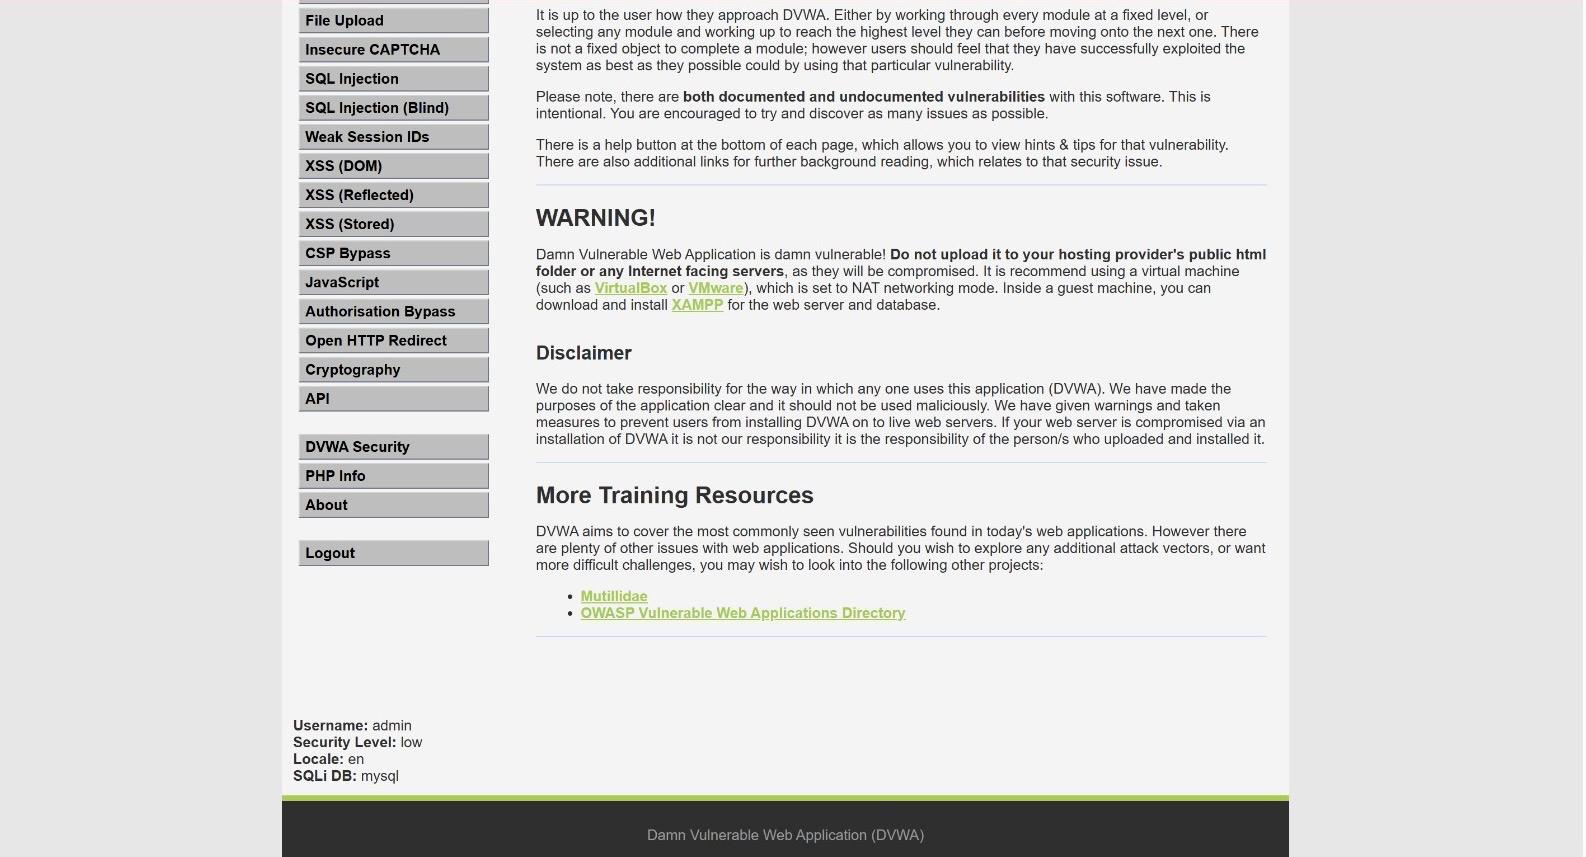 File Upload
Insecure CAPTCHA
SQL Injection
SQL Injection (Blind)
Weak Session IDs
XSS (DOM)
XSS (Reflected)
XSS (Stored)
CSP Bypass
JavaScript
Authorisation Bypass
Open HTTP Redirect
Cryptography
API
DVWA Security
PHP Info
About
Logout
It is up to the user how they approach DVWA. Either by working through every module at a fixed level, or
selecting any module and working up to reach the highest level they can before moving onto the next one. There
is not a fixed object to complete a module; however users should feel that they have successfully exploited the
system as best as they possible could by using that particular vulnerability.
Please note, there are both documented and undocumented vulnerabilities with this software. This is
intentional. You are encouraged to try and discover as many issues as possible.
There is a help button at the bottom of each page, which allows you to view hints & tips for that vulnerability.
There are also additional links for further background reading, which relates to that security issue.
WARNING!
Damn Vulnerable Web Application is damn vulnerable! Do not upload it to your hosting provider's public html
folder or any Internet facing servers, as they will be compromised. It is recommend using a virtual machine
(such as VirtualBox or VMware), which is set to NAT networking mode. Inside a guest machine, you can
download and install XAMPP for the web server and database.
Disclaimer
We do not take responsibility for the way in which any one uses this application (DVWA). We have made the
purposes of the application clear and it should not be used maliciously. We have given warnings and taken
measures to prevent users from installing DVWA on to live web servers. If your web server is compromised via an
installation of DVWA it is not our responsibility it is the responsibility of the person/s who uploaded and installed it.
More Training Resources
DVWA aims to cover the most commonly seen vulnerabilities found in today's web applications. However there
are plenty of other issues with web applications. Should you wish to explore any additional attack vectors, or want
more difficult challenges, you may wish to look into the following other projects:
• Mutillidae
• OWASP Vulnerable Web Applications Directory
Username: admin
Security Level: low
Locale: en
SQLi DB: mysql
Damn Vulnerable Web Application (DVWA)